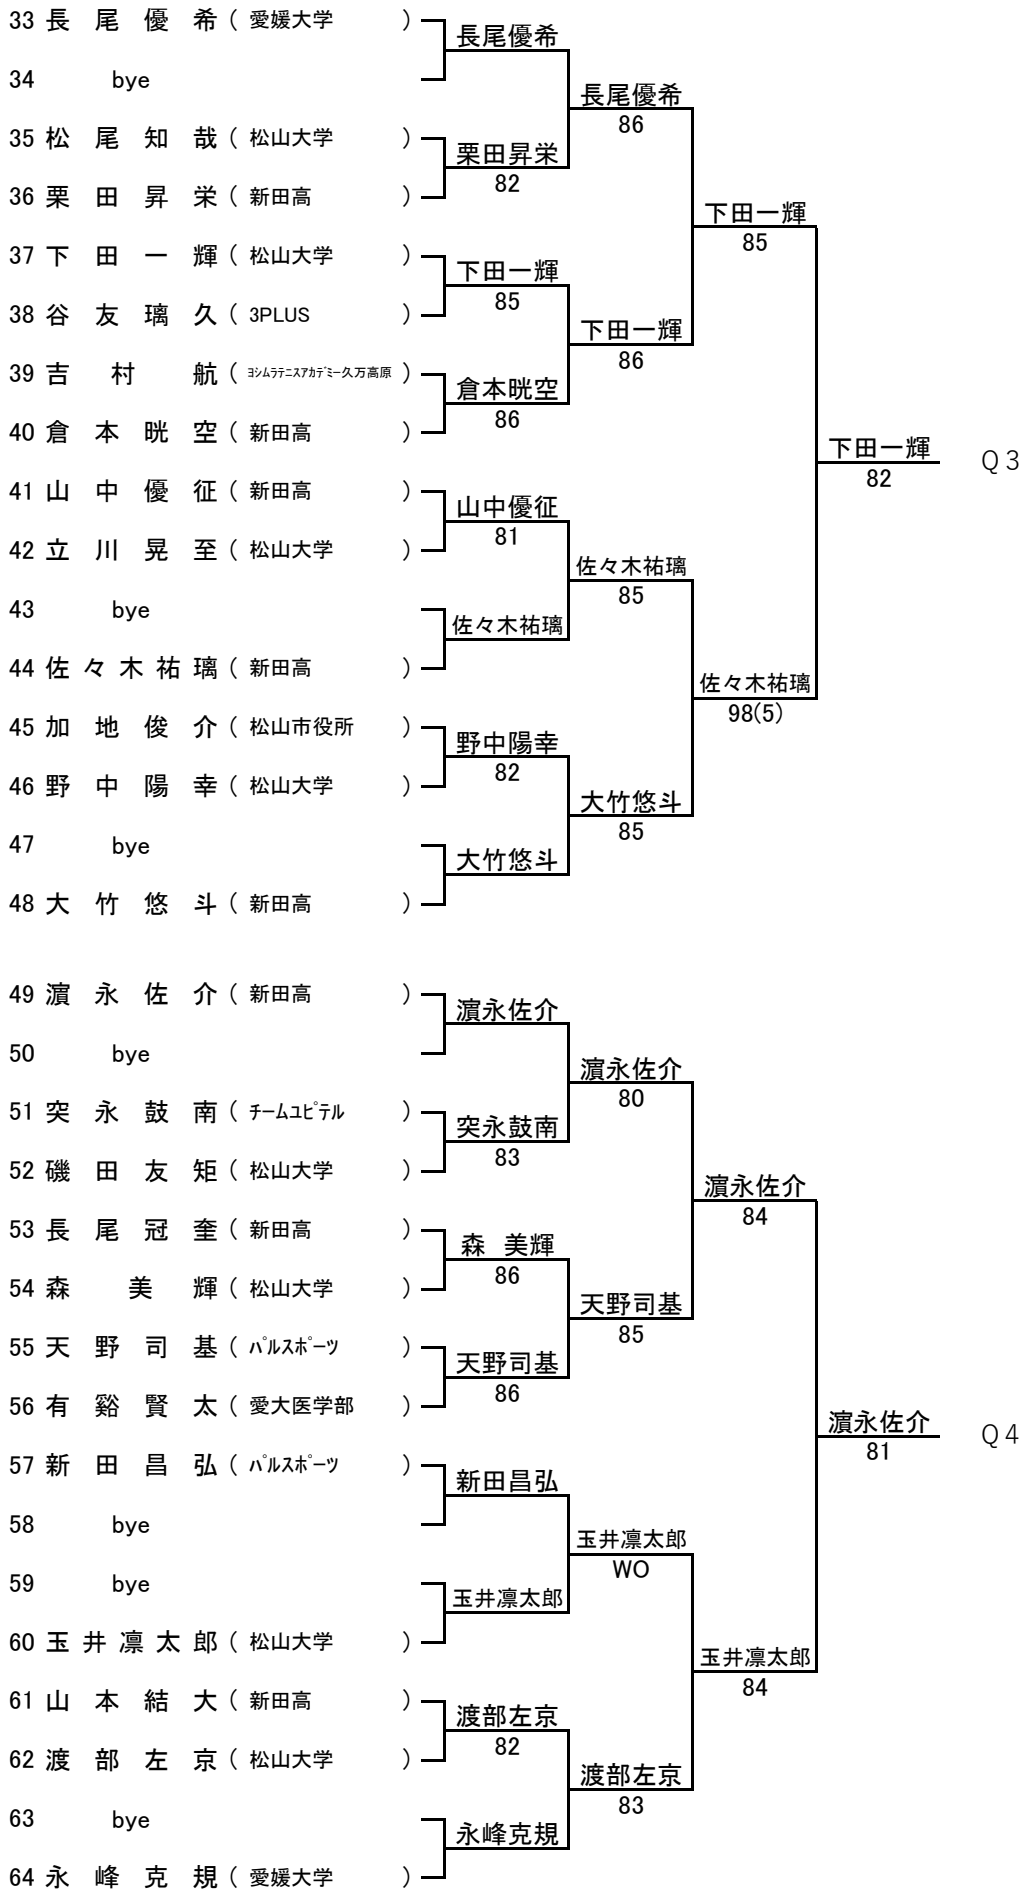 33 長尾優希 ( 愛媛大学 )
長尾優希
34 bye
長尾優希
86
35 松尾知哉 ( 松山大学 )
栗田昇栄
82
36 栗田昇栄 ( 新田高 )
下田一輝
85
37 下田一輝 ( 松山大学 )
下田一輝
85
38 谷友璃久 ( 3PLUS )
下田一輝
86
39 吉村航 ( ﾖｼﾑﾗﾃﾆｽｱｶﾃﾞﾐｰ久万高原 )
倉本晄空
86
40 倉本晄空 ( 新田高 )
下田一輝
82
Q3
41 山中優征 ( 新田高 )
山中優征
81
42 立川晃至 ( 松山大学 )
佐々木祐璃
85
43 bye
佐々木祐璃
44 佐々木祐璃 ( 新田高 )
佐々木祐璃
98(5)
45 加地俊介 ( 松山市役所 )
野中陽幸
82
46 野中陽幸 ( 松山大学 )
大竹悠斗
85
47 bye
大竹悠斗
48 大竹悠斗 ( 新田高 )
49 濵永佐介 ( 新田高 )
濵永佐介
50 bye
濵永佐介
80
51 突永鼓南 ( ﾁｰﾑﾕﾋﾟﾃﾙ )
突永鼓南
83
52 磯田友矩 ( 松山大学 )
濵永佐介
84
53 長尾冠奎 ( 新田高 )
森 美輝
86
54 森美輝 ( 松山大学 )
天野司基
85
55 天野司基 ( ﾊﾟﾙｽﾎﾟｰﾂ )
天野司基
86
56 有谿賢太 ( 愛大医学部 )
濵永佐介
81
Q4
57 新田昌弘 ( ﾊﾟﾙｽﾎﾟｰﾂ )
新田昌弘
58 bye
玉井凛太郎
WO
59 bye
玉井凛太郎
60 玉井凛太郎 ( 松山大学 )
玉井凛太郎
84
61 山本結大 ( 新田高 )
渡部左京
82
62 渡部左京 ( 松山大学 )
渡部左京
83
63 bye
永峰克規
64 永峰克規 ( 愛媛大学 )